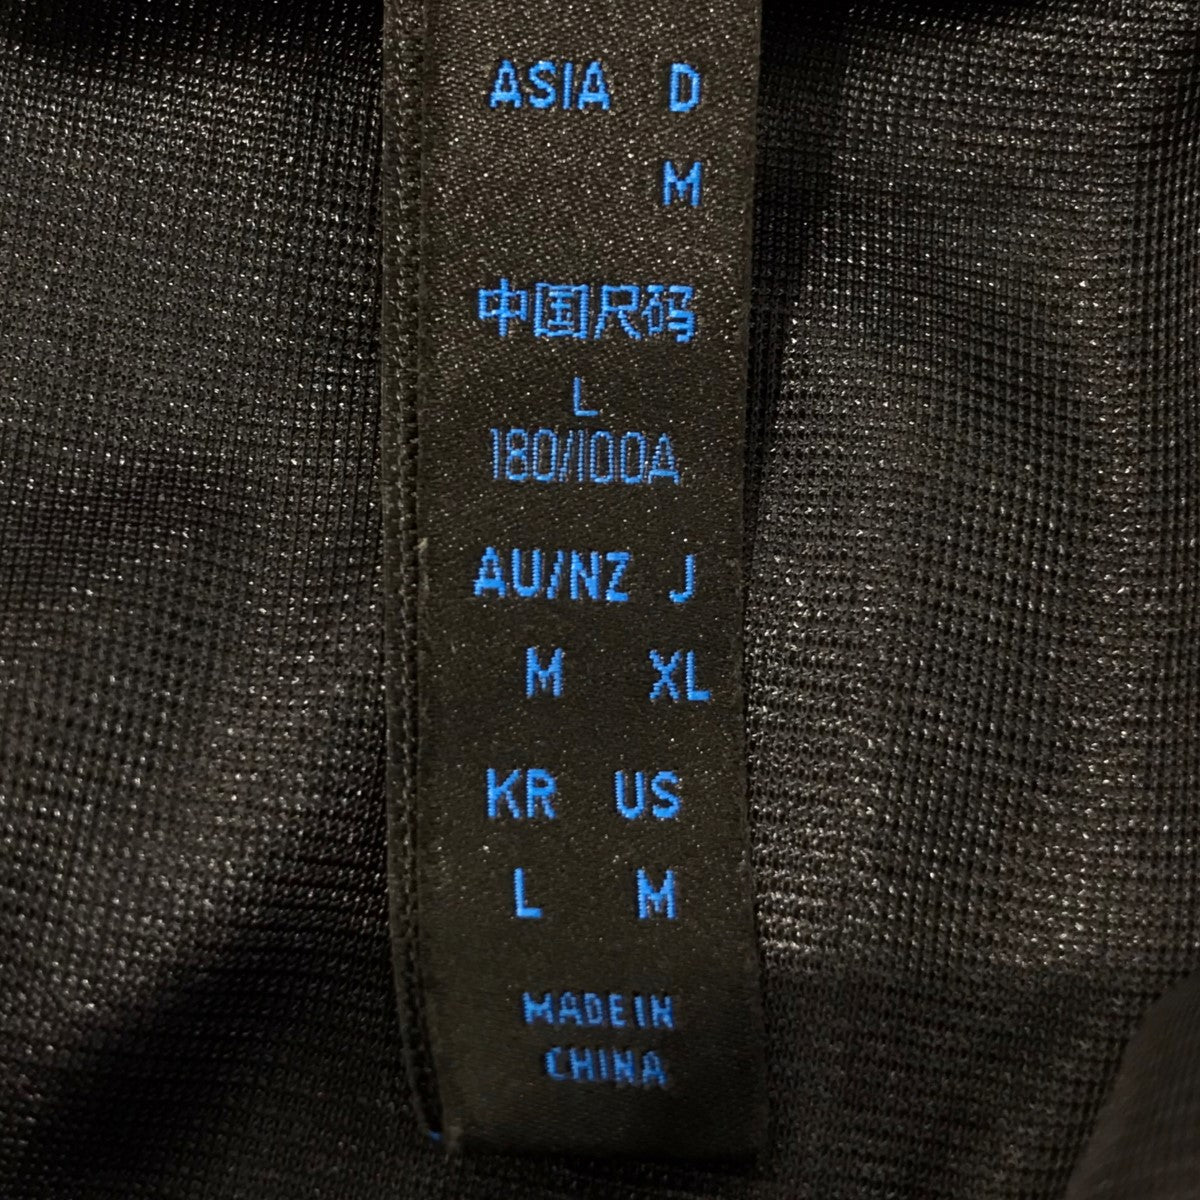 ASIA D
M
中国尺码
L
180/100A
AU/NZ J
M XL
KR US
L M
MADE IN
CHINA